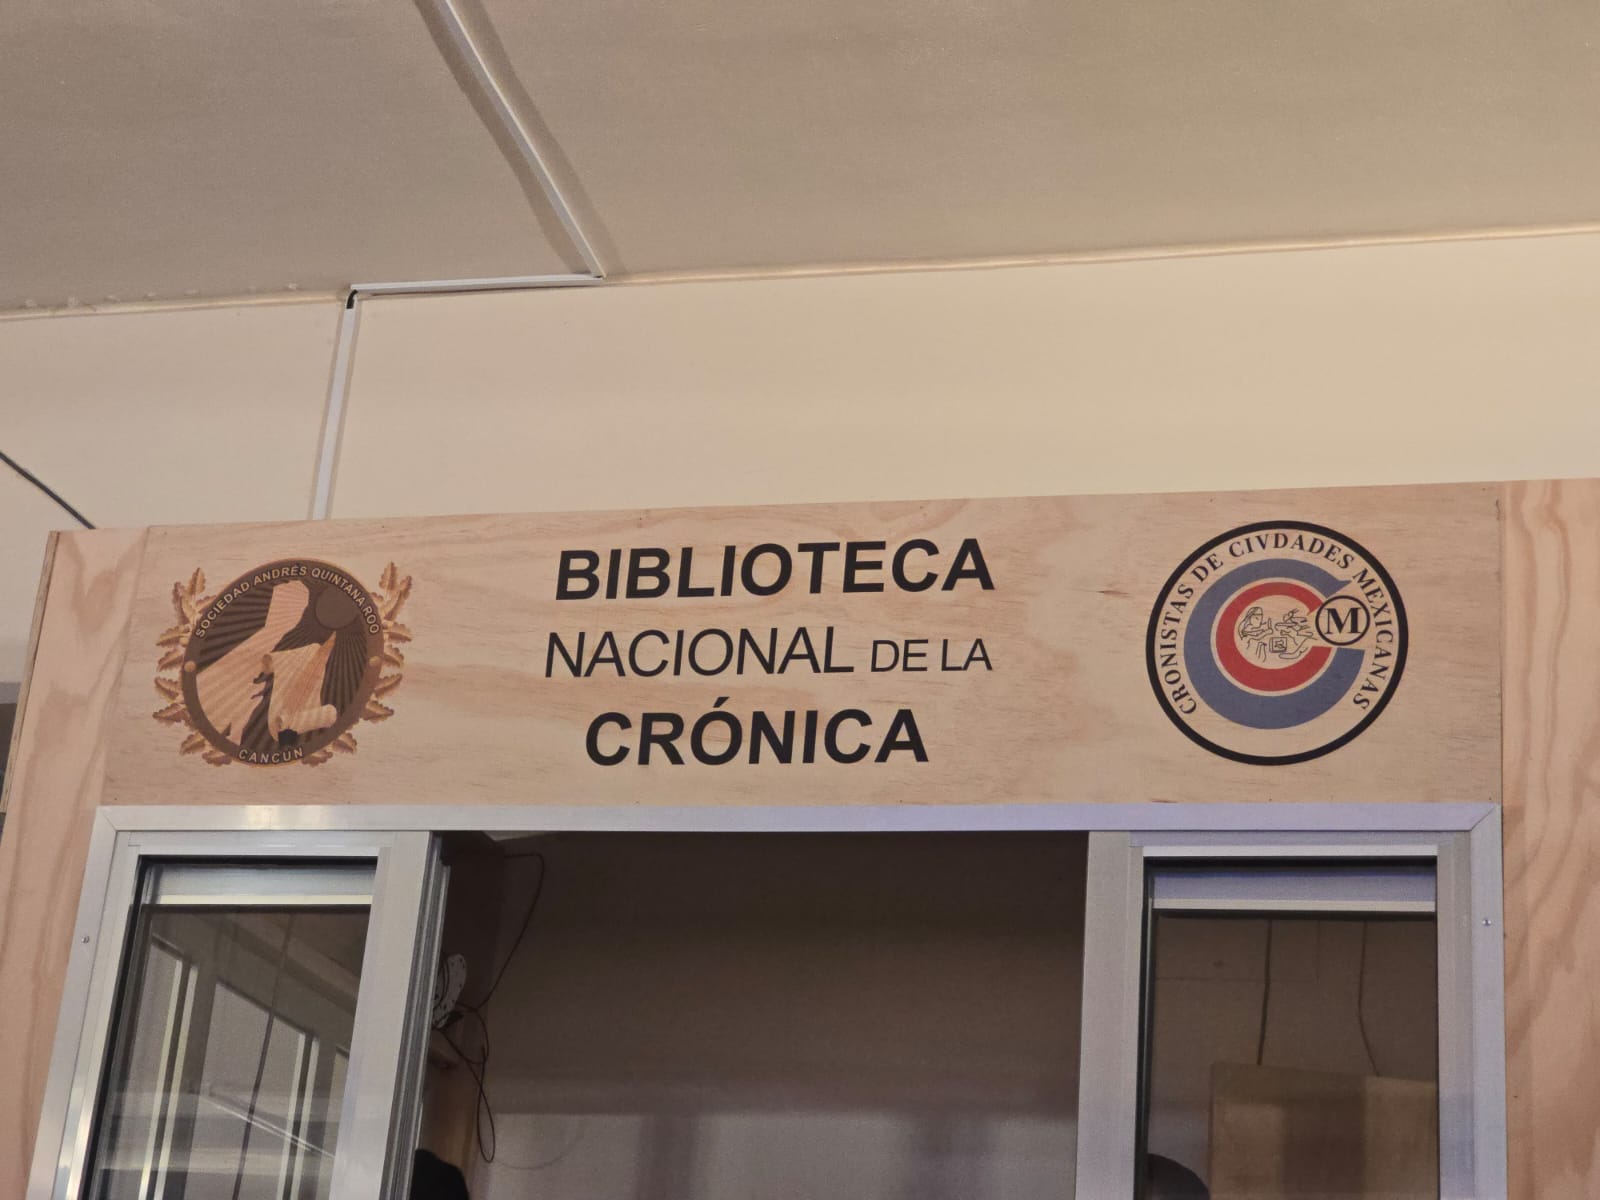 SOCIEDAD ANDRÉS QUINTANA ROO
CANCÚN
BIBLIOTECA
NACIONAL DE LA
CRÓNICA
CRONISTAS DE CIVDADES MEXICANAS
M